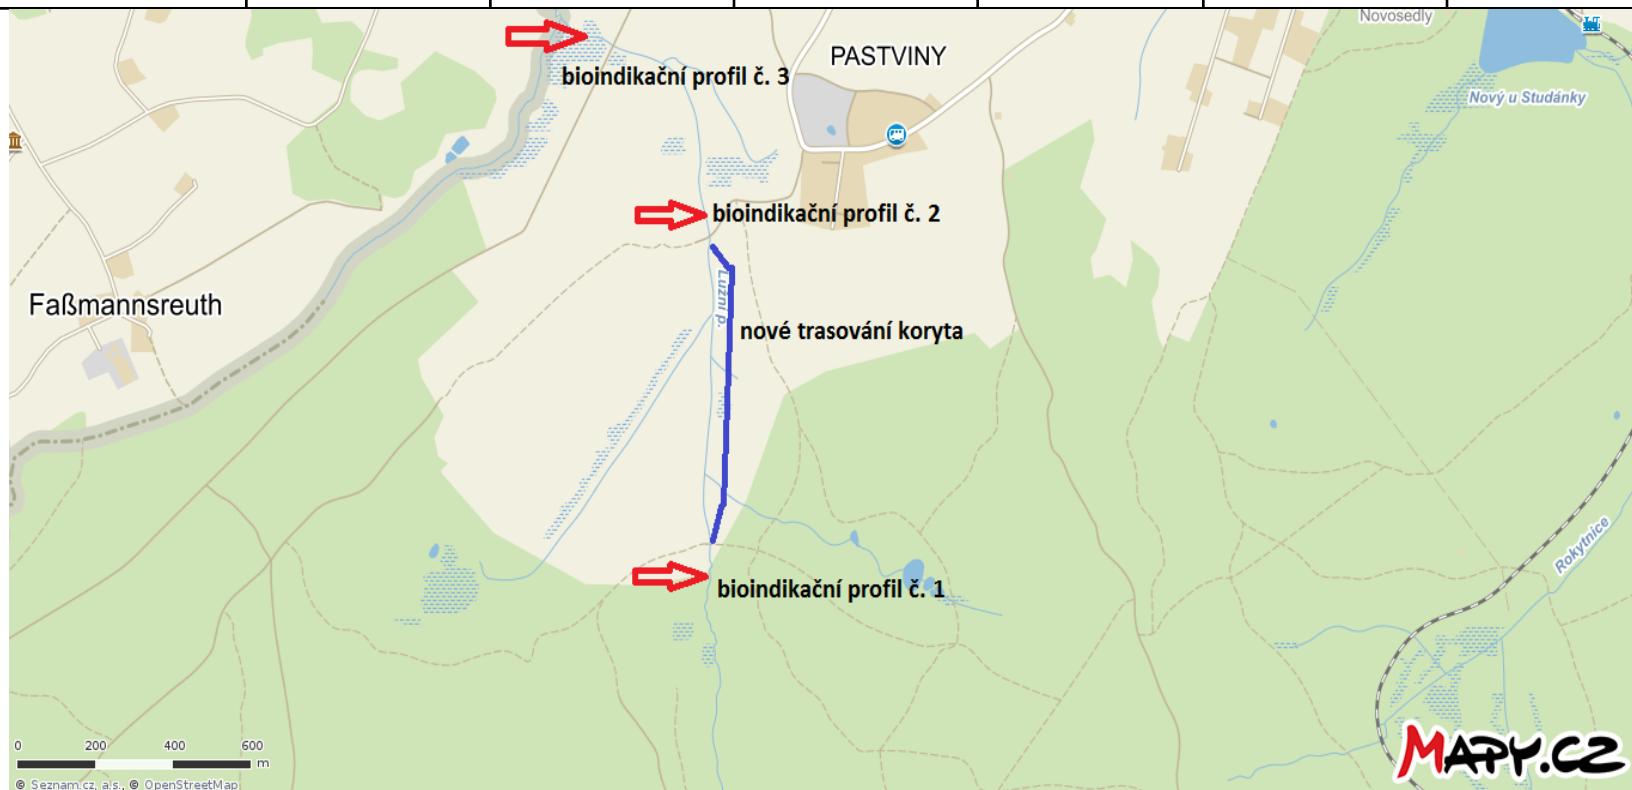 Novosedly
PASTVINY
bioindikační profil č. 3
Nový u Studánky
bioindikační profil č. 2
Lužní p.
Faßmannsreuth
nové trasování koryta
Rokytnice
bioindikační profil č. 1
0 200 400 600
m
MAPY.CZ
© Seznam.cz, a.s., © OpenStreetMap